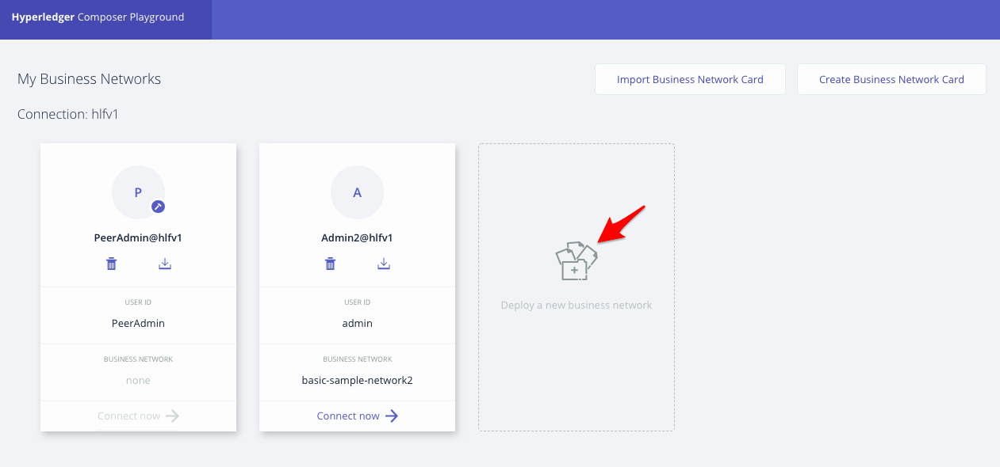 Hyperledger Composer Playground
My Business Networks
Import Business Network Card
Create Business Network Card
Connection: hlfv1
P
PeerAdmin@hlfv1
USER ID
PeerAdmin
BUSINESS NETWORK
none
Connect now
A
Admin2@hlfv1
USER ID
admin
BUSINESS NETWORK
basic-sample-network2
Connect now
Deploy a new business network